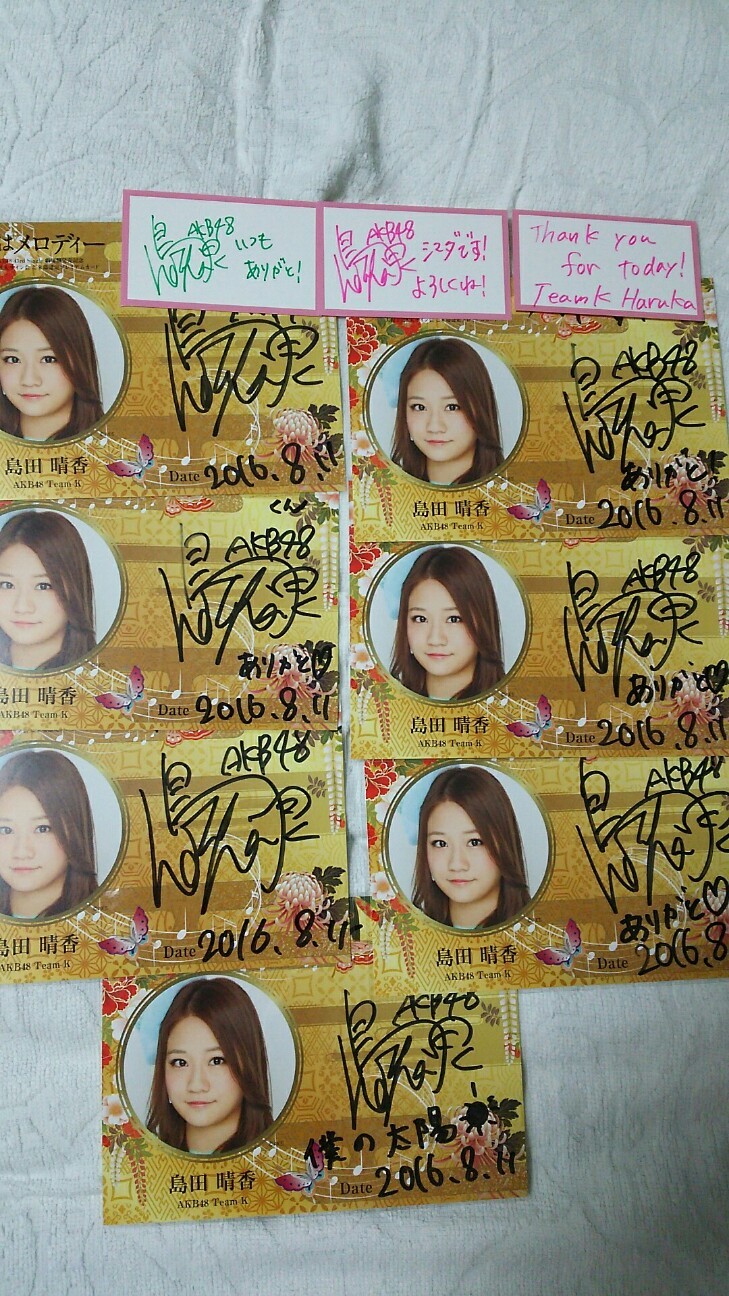 はメロディー
AKB48
いつも
ありがと!
AKB48
シマダです!
よろしくね!
Thank you
for today!
TeamK Haruka
島田 晴香
AKB48 Team K
Date 2016.8.11
AKB48
ありがと!
島田 晴香
AKB48 Team K
Date 2016.8.11
くん
AKB48
ありがと♡
島田 晴香
AKB48 Team K
Date 2016.8.11
AKB48
ありがと♡
島田 晴香
AKB48 Team K
Date 2016.8.11
AKB48
島田 晴香
AKB48 Team K
Date 2016.8.11
AKB48
ありがと♡
島田 晴香
AKB48 Team K
Date 2016.8
AKB48
僕の太陽
島田 晴香
AKB48 Team K
Date 2016.8.11